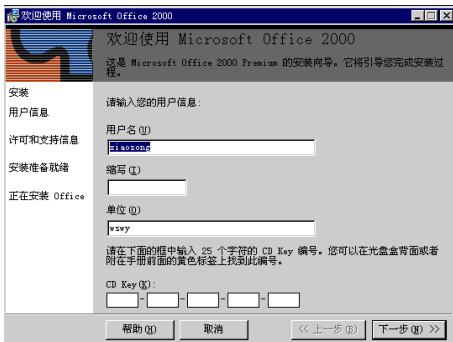 欢迎使用 Microsoft Office 2000
欢迎使用 Microsoft Office 2000
这是 Microsoft Office 2000 Premium 的安装向导。它将引导您完成安装过
程。
安装
用户信息
许可和支持信息
安装准备就绪
正在安装 Office
请输入您的用户信息:
用户名(U)
xiaosong
缩写(I)
单位(O)
wswy
请在下面的框中输入 25 个字符的 CD Key 编号。您可以在光盘盒背面或者
附在手册前面的黄色标签上找到此编号。
CD Key(K):
- - - -
帮助(H) 取消 << 上一步(B) 下一步(N) >>